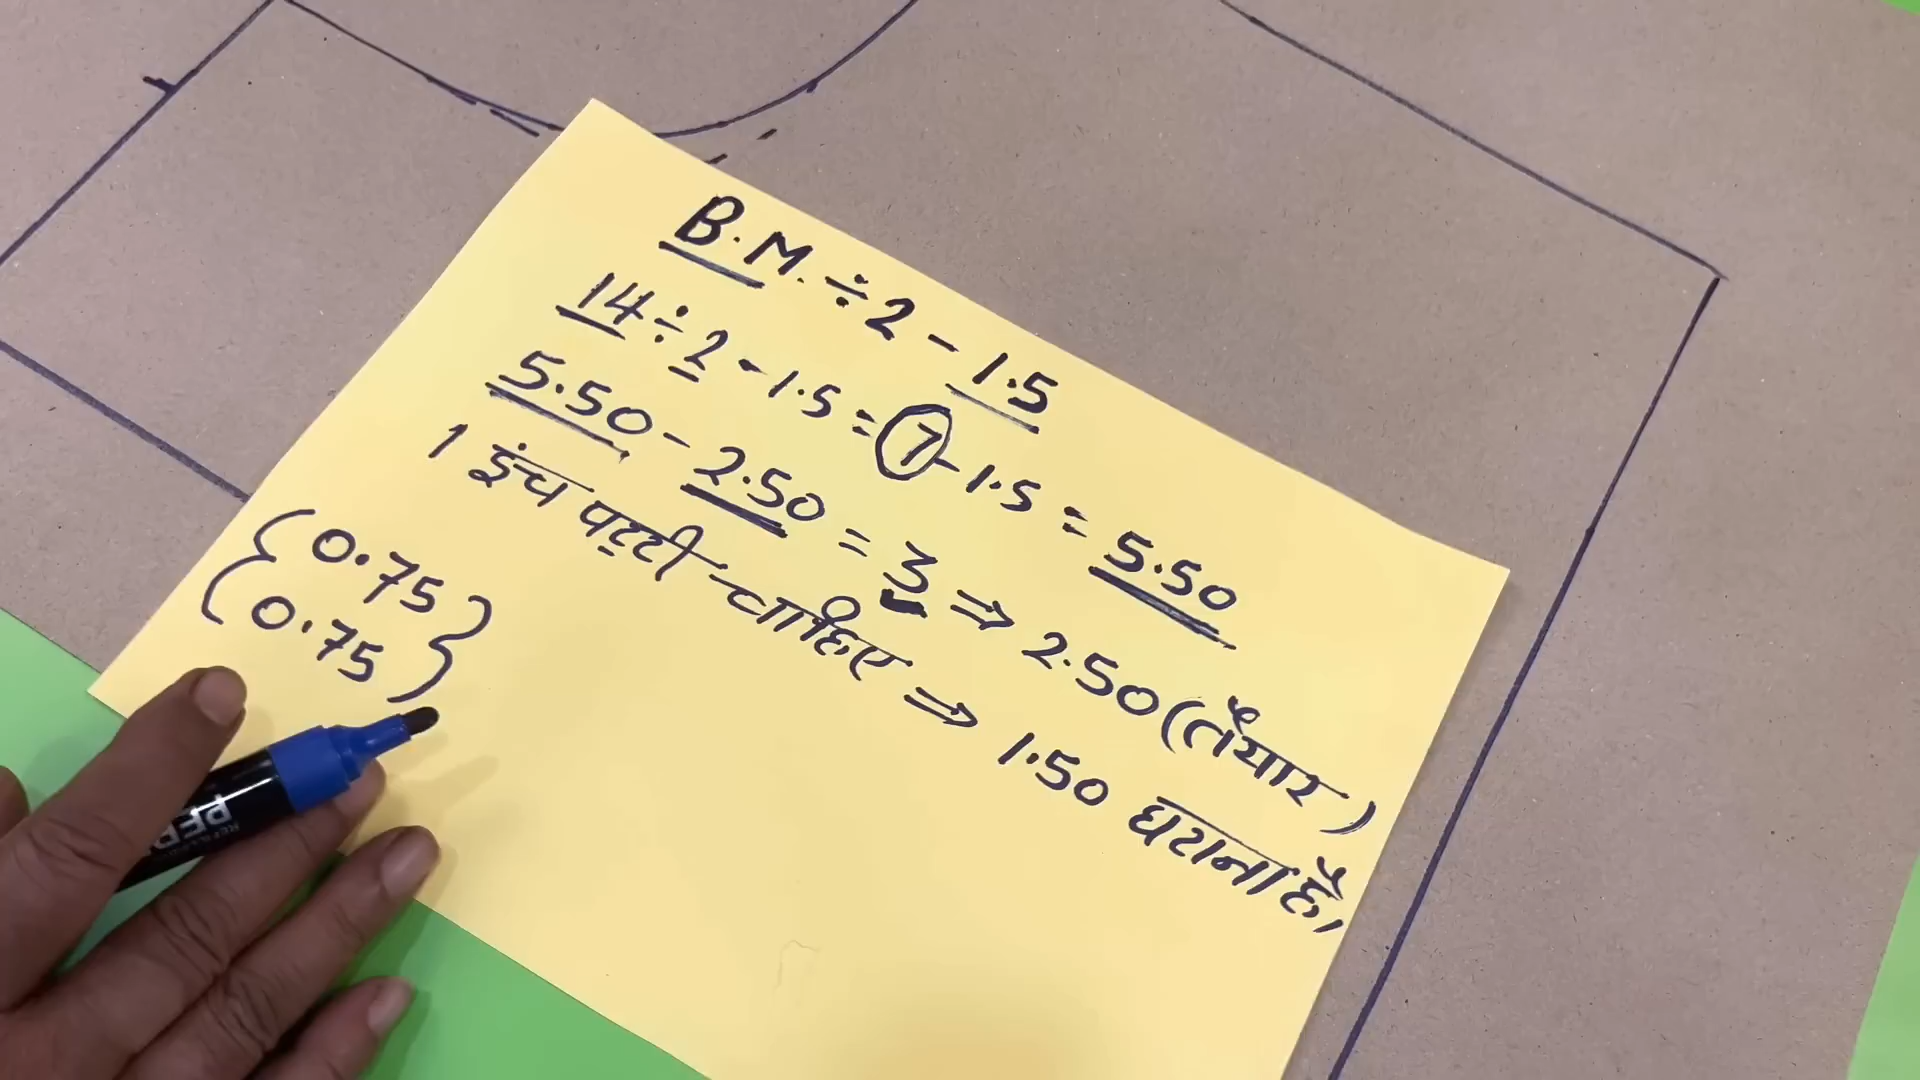 B.M. ÷ 2 - 1.5
14 ÷ 2 - 1.5 = 7 - 1.5 = 5.50
5.50 - 2.50 = 3 ⇒ 2.50 (तैयार)
1 इंच पट्टी चाहिए ⇒ 1.50 घटाना है,
{ 0.75
0.75 }